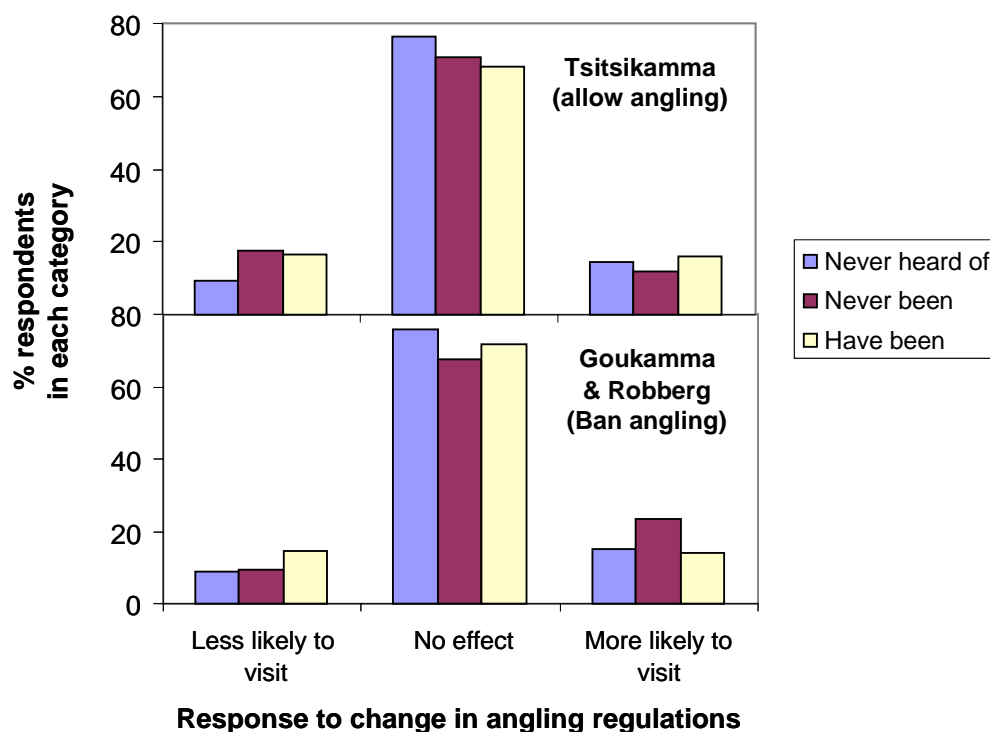 80
60
40
20
80
60
40
20
0
% respondents
in each category
Tsitsikamma
(allow angling)
Goukamma
& Robberg
(Ban angling)
Never heard of
Never been
Have been
Less likely to
visit
No effect
More likely to
visit
Response to change in angling regulations